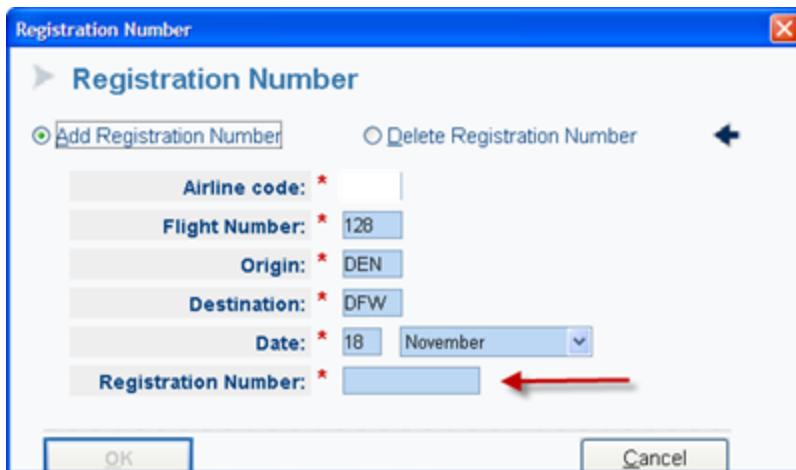 Registration Number
Registration Number
Add Registration Number Delete Registration Number
Airline code: *
Flight Number: * 128
Origin: * DEN
Destination: * DFW
Date: * 18 November
Registration Number: *
OK Cancel